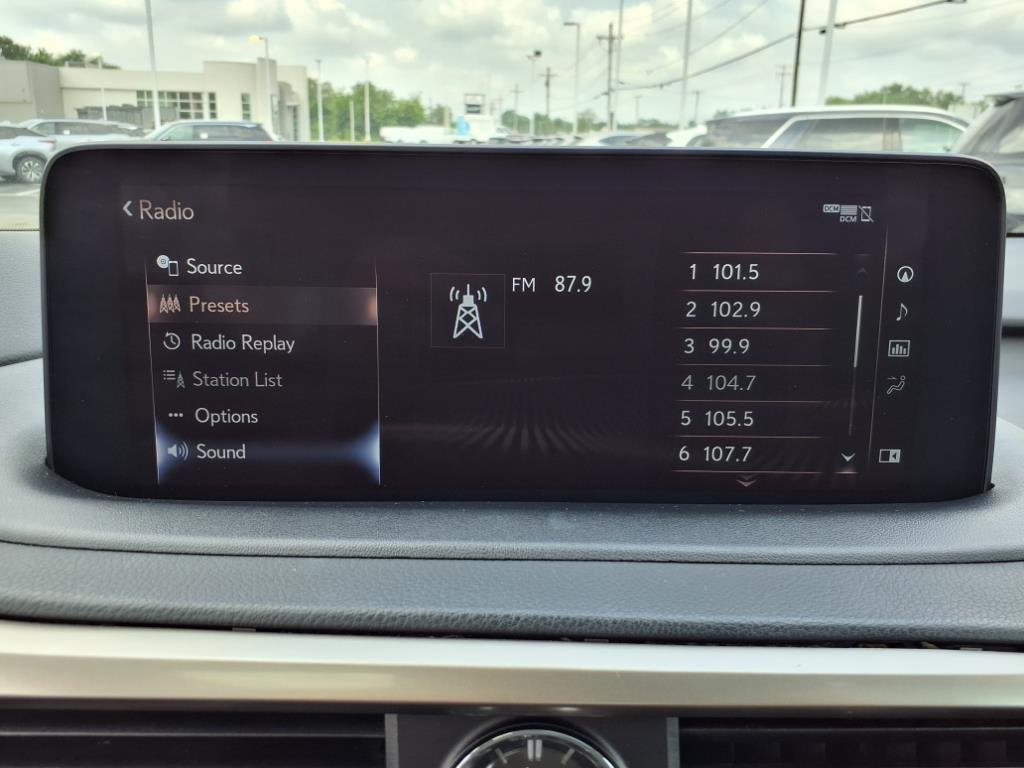 Radio
DCM
DCM
Source
Presets
Radio Replay
Station List
Options
Sound
FM 87.9
1 101.5
2 102.9
3 99.9
4 104.7
5 105.5
6 107.7